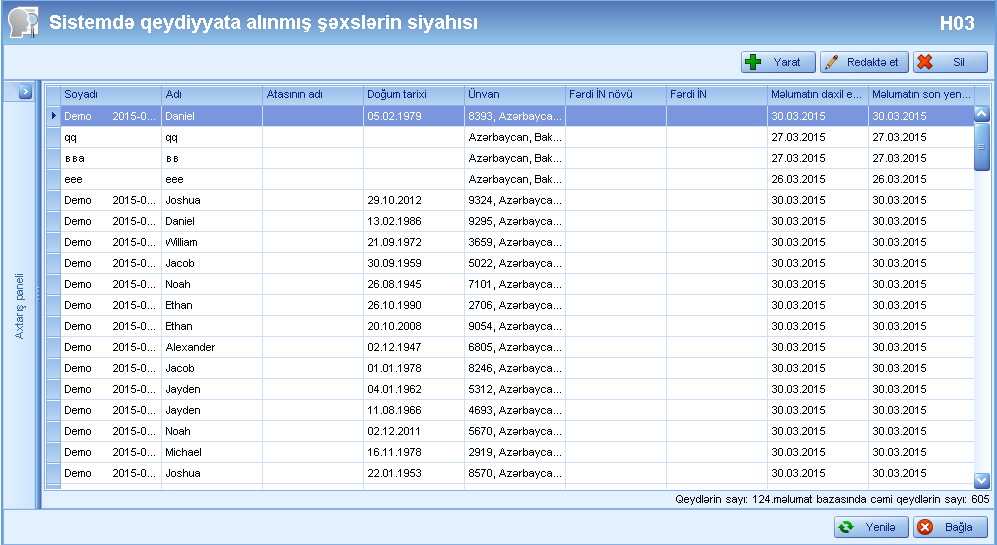 Sistemdə qeydiyyata alınmış şəxslərin siyahısı H03
Yarat Redaktə et Sil
Soyadı Adı Atasının adı Doğum tarixi Ünvan Fərdi İN növü Fərdi İN Məlumatın daxil e... Məlumatın son yen...
Demo 2015-0... Daniel 05.02.1979 8393, Azərbayca... 30.03.2015 30.03.2015
qq qq Azərbaycan, Bak... 27.03.2015 27.03.2015
вва вв Azərbaycan, Bak... 27.03.2015 27.03.2015
eee eee Azərbaycan, Bak... 26.03.2015 26.03.2015
Demo 2015-0... Joshua 29.10.2012 9324, Azərbayca... 30.03.2015 30.03.2015
Demo 2015-0... Daniel 13.02.1986 9295, Azərbayca... 30.03.2015 30.03.2015
Demo 2015-0... William 21.09.1972 3659, Azərbayca... 30.03.2015 30.03.2015
Demo 2015-0... Jacob 30.09.1959 5022, Azərbayca... 30.03.2015 30.03.2015
Demo 2015-0... Noah 26.08.1945 7101, Azərbayca... 30.03.2015 30.03.2015
Demo 2015-0... Ethan 26.10.1990 2706, Azərbayca... 30.03.2015 30.03.2015
Demo 2015-0... Ethan 20.10.2008 9054, Azərbayca... 30.03.2015 30.03.2015
Demo 2015-0... Alexander 02.12.1947 6805, Azərbayca... 30.03.2015 30.03.2015
Demo 2015-0... Jacob 01.01.1978 8246, Azərbayca... 30.03.2015 30.03.2015
Demo 2015-0... Jayden 04.01.1962 5312, Azərbayca... 30.03.2015 30.03.2015
Demo 2015-0... Jayden 11.08.1966 4693, Azərbayca... 30.03.2015 30.03.2015
Demo 2015-0... Noah 02.12.2011 5670, Azərbayca... 30.03.2015 30.03.2015
Demo 2015-0... Michael 16.11.1978 2919, Azərbayca... 30.03.2015 30.03.2015
Demo 2015-0... Joshua 22.01.1953 8570, Azərbayca... 30.03.2015 30.03.2015
Axtarış paneli
Qeydlərin sayı: 124.məlumat bazasında cəmi qeydlərin sayı: 605
Yenilə Bağla